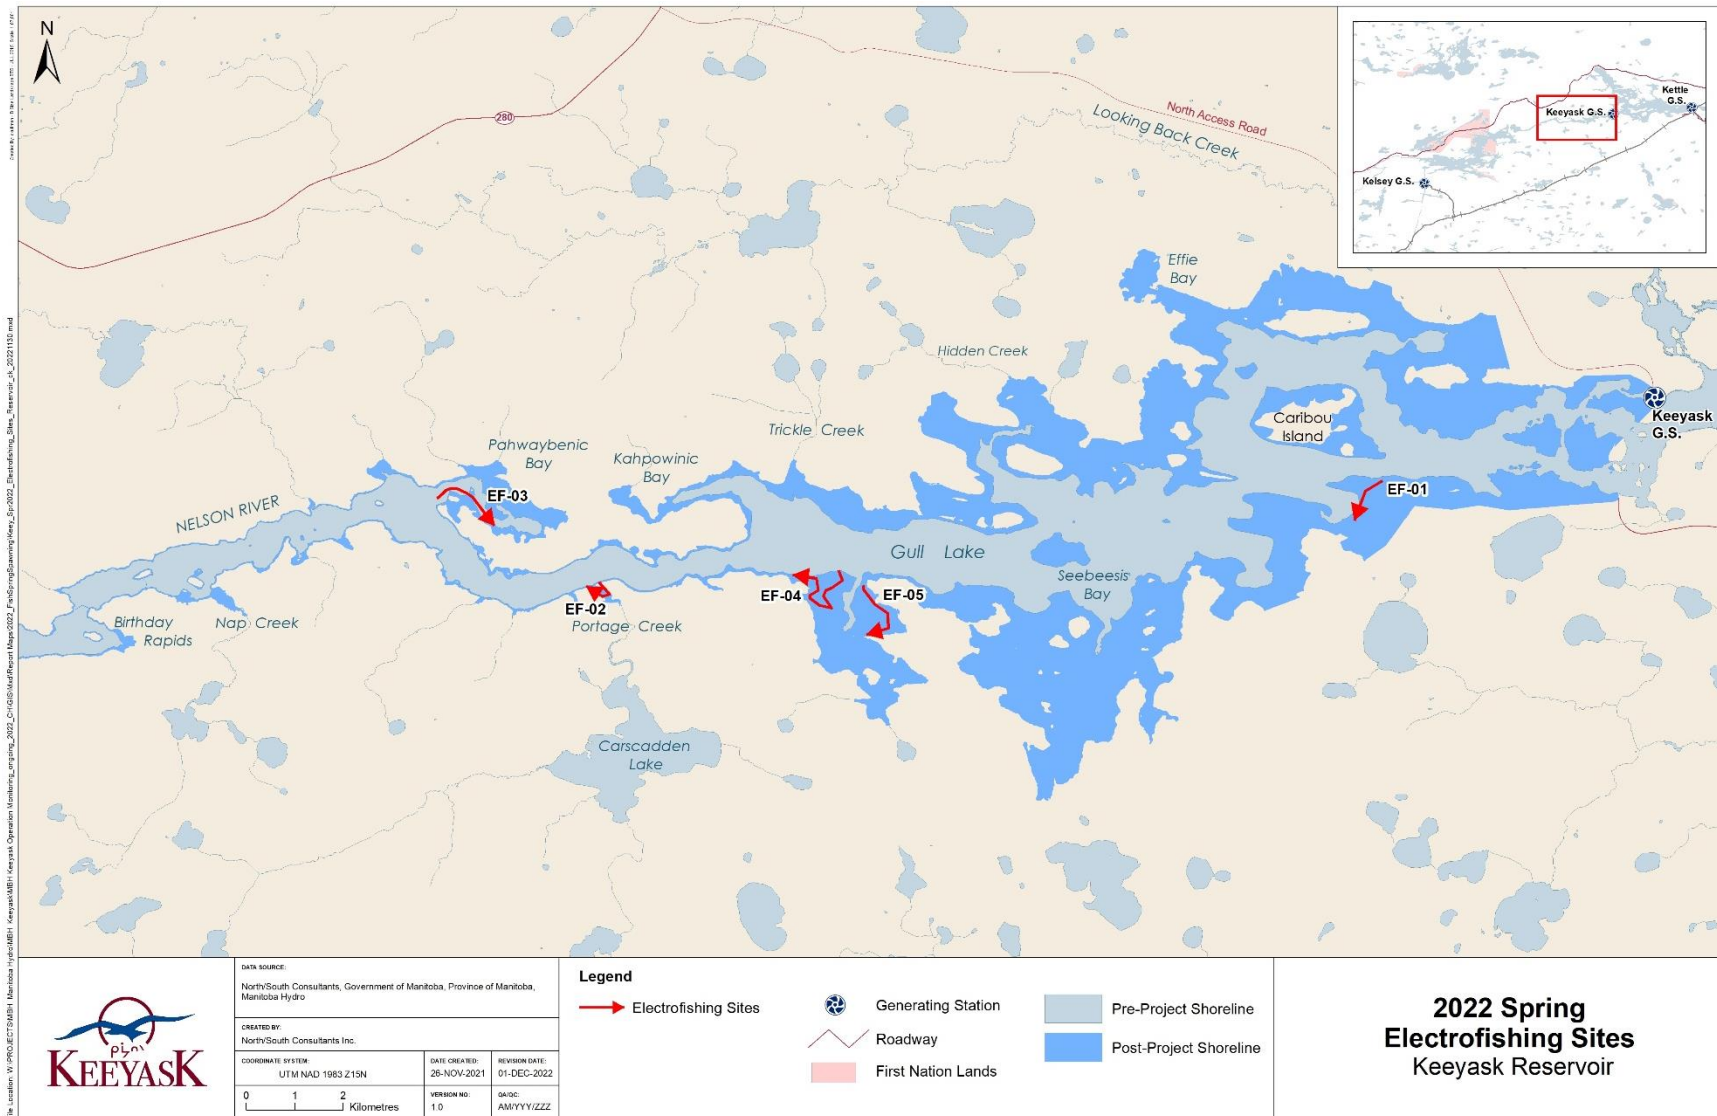 N
280
North Access Road
Looking Back Creek
Kettle
G.S.
Keeyask G.S.
Kelsey G.S.
Effie
Bay
Hidden Creek
Caribou
Island
Keeyask
G.S.
Trickle Creek
Pahwaybenic
Bay
Kahpowinic
Bay
EF-03
EF-01
NELSON RIVER
Gull Lake
Seebeesis
Bay
EF-04
EF-05
EF-02
Portage Creek
Birthday
Rapids
Nap Creek
Carscadden
Lake
KEEYASK
DATA SOURCE:
North/South Consultants, Government of Manitoba, Province of Manitoba,
Manitoba Hydro
CREATED BY:
North/South Consultants Inc.
COORDINATE SYSTEM:
UTM NAD 1983 Z15N
DATE CREATED:
26-NOV-2021
REVISION DATE:
01-DEC-2022
0 1 2
Kilometres
VERSION NO:
1.0
QA/QC:
AM/YYY/ZZZ
Legend
Electrofishing Sites
Generating Station
Roadway
First Nation Lands
Pre-Project Shoreline
Post-Project Shoreline
2022 Spring
Electrofishing Sites
Keeyask Reservoir